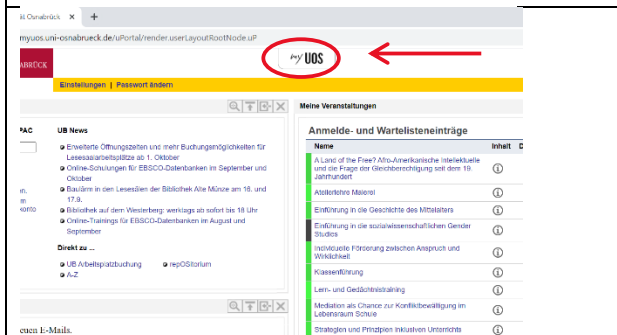 ät Osnabrück
myuos.uni-osnabrueck.de/uPortal/render.userLayoutRootNode.uP
ABRÜCK
my UOS
Einstellungen | Passwort ändern
PAC
UB News
Erweiterte Öffnungszeiten und mehr Buchungsmöglichkeiten für
Lesesaalarbeitsplätze ab 1. Oktober
Online-Schulungen für EBSCO-Datenbanken im September und
Oktober
Baulärm in den Lesesälen der Bibliothek Alte Münze am 16. und
17.9.
Bibliothek auf dem Westerberg: werktags ab sofort bis 18 Uhr
Online-Trainings für EBSCO-Datenbanken im August und
September
en.
en
konto
Direkt zu ...
UB Arbeitsplatzbuchung
repOSitorium
A-Z
euen E-Mails.
Meine Veranstaltungen
Anmelde- und Wartelisteneinträge
Name Inhalt D
A Land of the Free? Afro-Amerikanische Intellektuelle
und die Frage der Gleichberechtigung seit dem 19.
Jahrhundert
Atelierlehre Malerei
Einführung in die Geschichte des Mittelalters
Einführung in die sozialwissenschaftlichen Gender
Studies
Individuelle Förderung zwischen Anspruch und
Wirklichkeit
Klassenführung
Lern- und Gedächtnistraining
Mediation als Chance zur Konfliktbewältigung im
Lebensraum Schule
Strategien und Prinzipien inklusiven Unterrichts